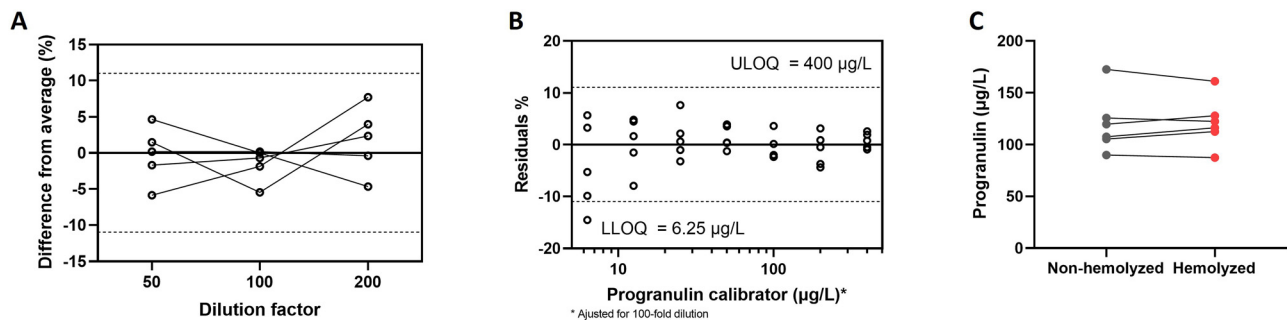 A
Difference from average (%)
15
10
5
0
-5
-10
-15
50
100
200
Dilution factor
B
Residuals %
20
10
0
-10
-20
ULOQ = 400 µg/L
LLOQ = 6.25 µg/L
10
100
Progranulin calibrator (µg/L)*
* Ajusted for 100-fold dilution
C
Progranulin (µg/L)
200
150
100
50
0
Non-hemolyzed
Hemolyzed